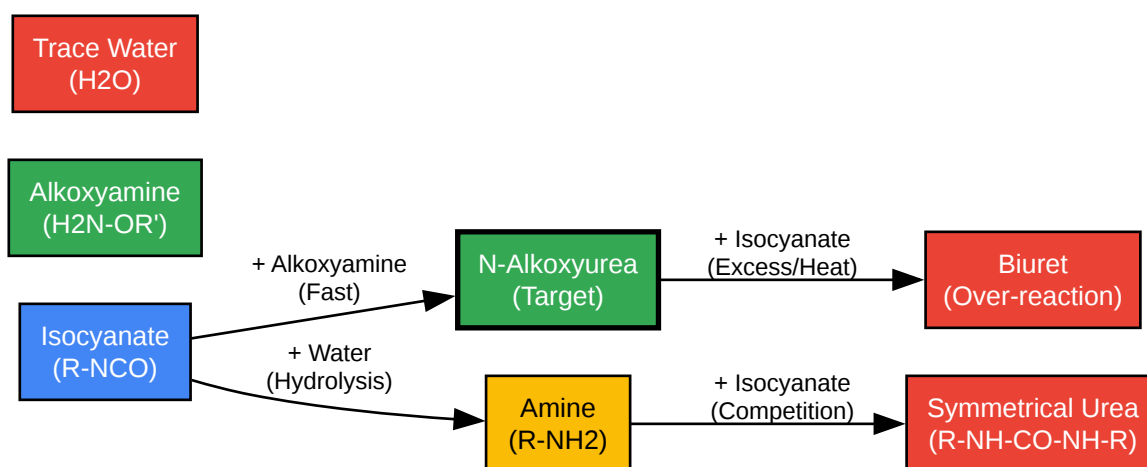 Trace Water
(H2O)
Alkoxyamine
(H2N-OR')
Isocyanate
(R-NCO)
+ Alkoxyamine
(Fast)
+ Water
(Hydrolysis)
N-Alkoxyurea
(Target)
Amine
(R-NH2)
+ Isocyanate
(Excess/Heat)
+ Isocyanate
(Competition)
Biuret
(Over-reaction)
Symmetrical Urea
(R-NH-CO-NH-R)